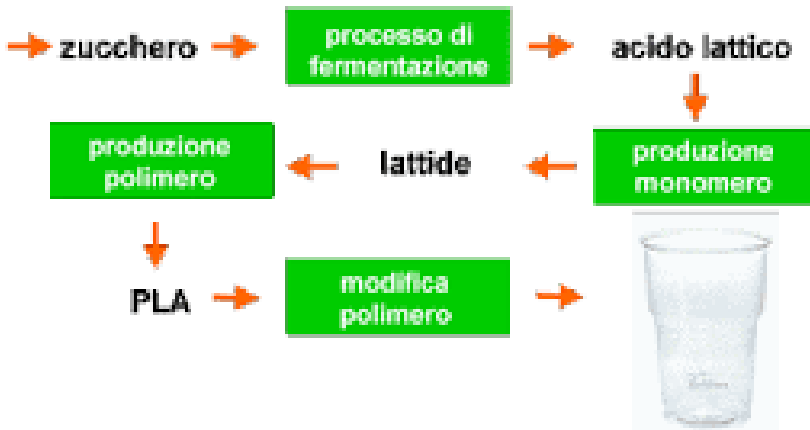 zucchero
processo di
fermentazione
acido lattico
produzione
polimero
lattide
produzione
monomero
PLA
modifica
polimero